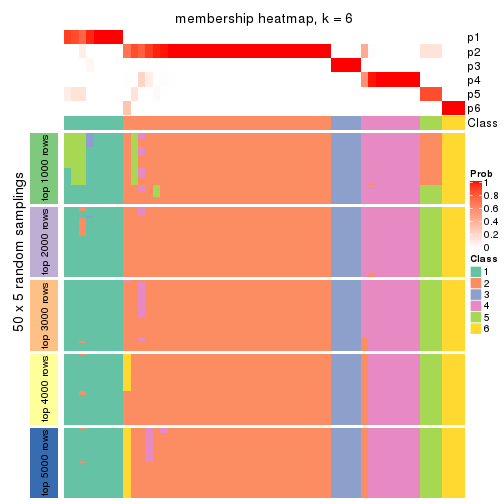 membership heatmap, k = 6
p1
p2
p3
p4
p5
p6
Class
50 x 5 random samplings
top 1000 rows
top 2000 rows
top 3000 rows
top 4000 rows
top 5000 rows
Prob
1
0.8
0.6
0.4
0.2
0
Class
1
2
3
4
5
6